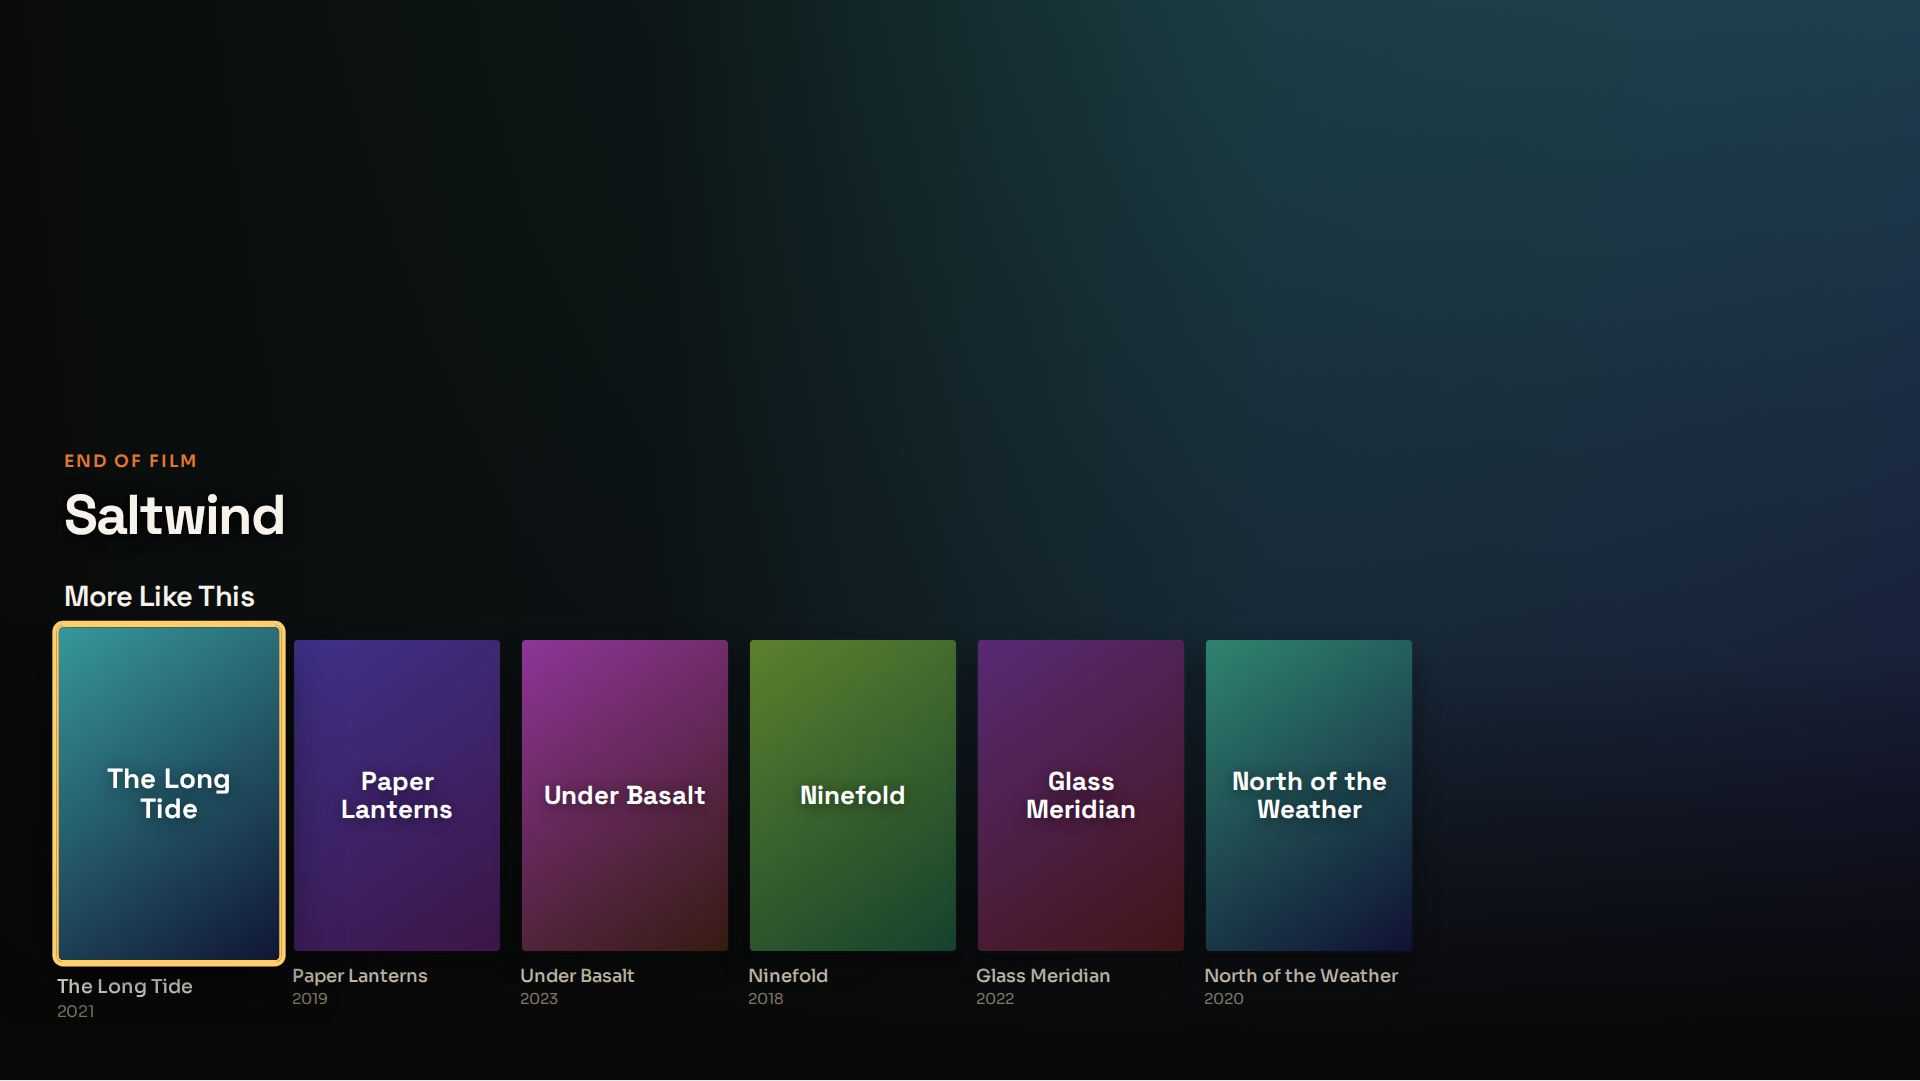 END OF FILM
Saltwind
More Like This
The Long
Tide
Paper
Lanterns
Under Basalt
Ninefold
Glass
Meridian
North of the
Weather
The Long Tide
2021
Paper Lanterns
2019
Under Basalt
2023
Ninefold
2018
Glass Meridian
2022
North of the Weather
2020